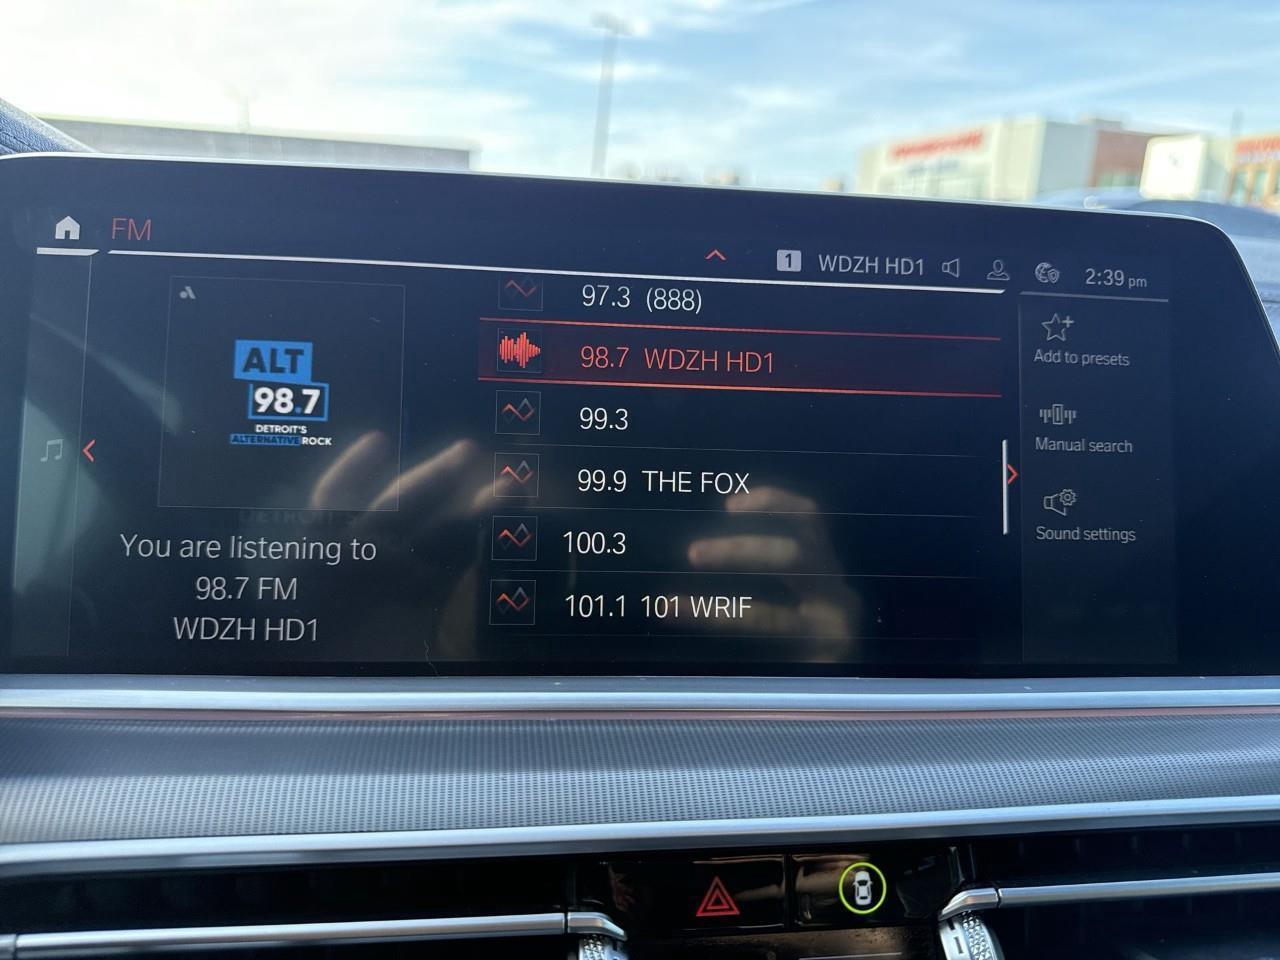 FM
1 WDZH HD1 2:39 pm
ALT
98.7
DETROIT'S
ALTERNATIVE ROCK
You are listening to
98.7 FM
WDZH HD1
97.3 (888)
98.7 WDZH HD1
99.3
99.9 THE FOX
100.3
101.1 101 WRIF
Add to presets
Manual search
Sound settings